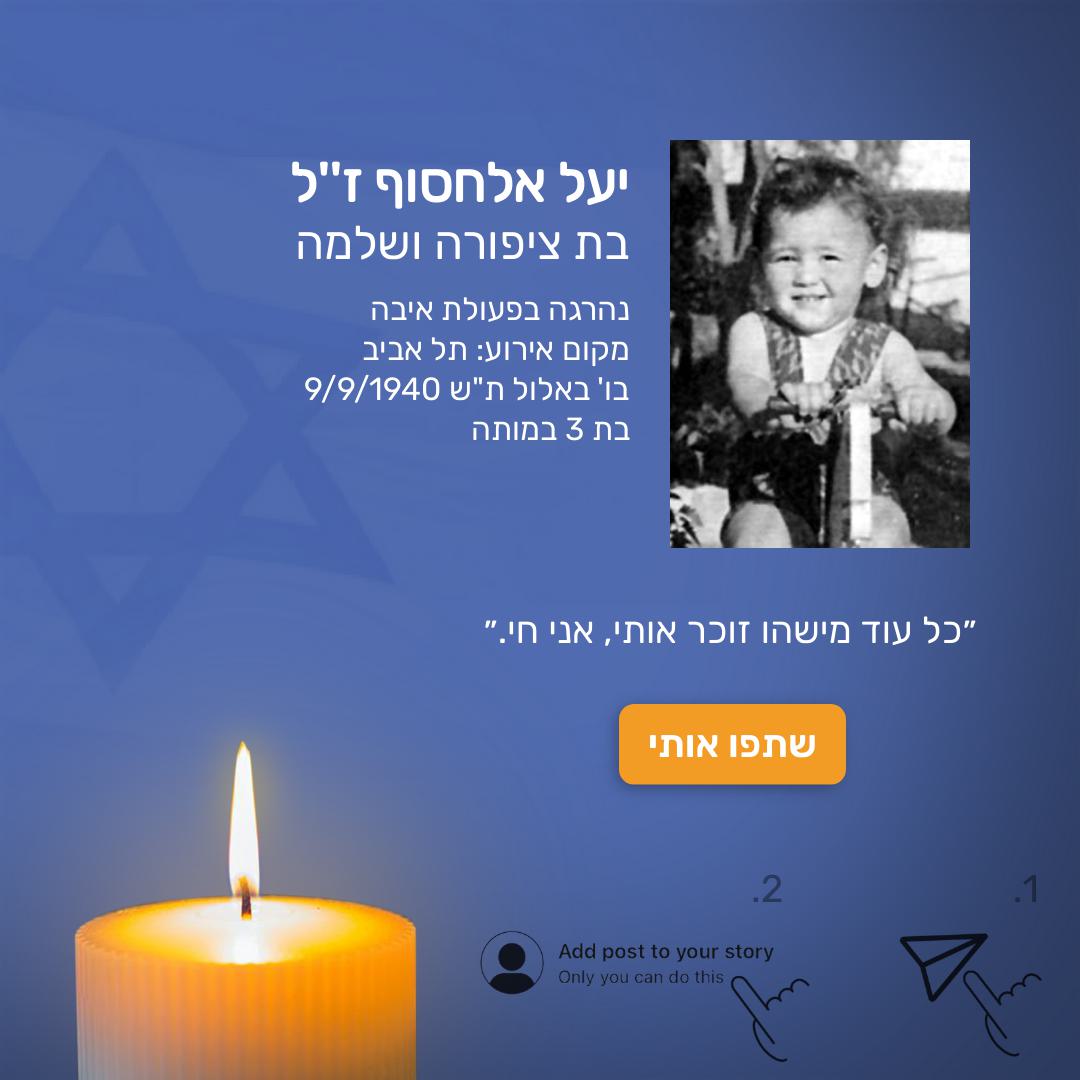 יעל אלחסוף ז"ל
בת ציפורה ושלמה
נהרגה בפעולת איבה
מקום אירוע: תל אביב
בו' באלול ת"ש 9/9/1940
בת 3 במותה
״כל עוד מישהו זוכר אותי, אני חי.״
שתפו אותי
.1
.2
Add post to your story
Only you can do this